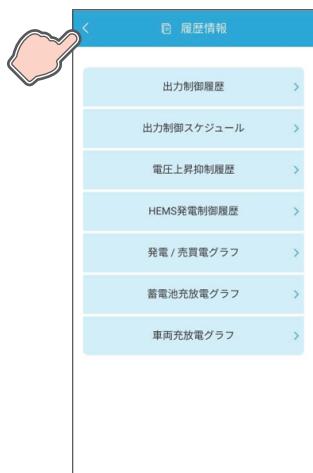 履歴情報
出力制御履歴
出力制御スケジュール
電圧上昇抑制履歴
HEMS発電制御履歴
発電 / 売買電グラフ
蓄電池充放電グラフ
車両充放電グラフ